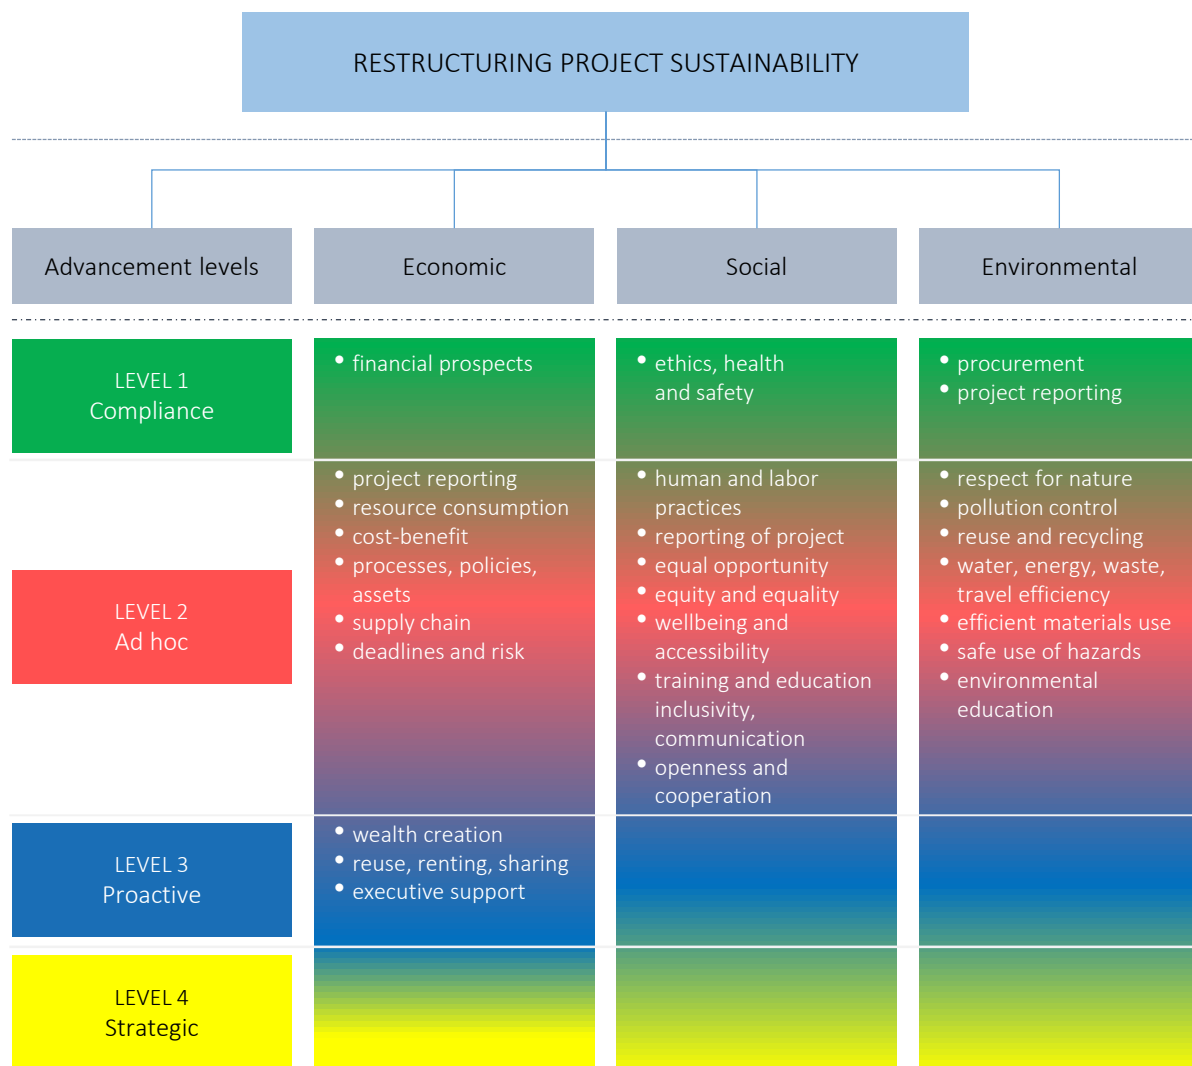 RESTRUCTURING PROJECT SUSTAINABILITY
Advancement levels
Economic
Social
Environmental
LEVEL 1
Compliance
• financial prospects
• ethics, health
and safety
• procurement
• project reporting
LEVEL 2
Ad hoc
• project reporting
• resource consumption
• cost-benefit
• processes, policies,
assets
• supply chain
• deadlines and risk
• human and labor
practices
• reporting of project
• equal opportunity
• equity and equality
• wellbeing and
accessibility
• training and education
inclusivity,
communication
• openness and
cooperation
• respect for nature
• pollution control
• reuse and recycling
• water, energy, waste,
travel efficiency
• efficient materials use
• safe use of hazards
• environmental
education
LEVEL 3
Proactive
• wealth creation
• reuse, renting, sharing
• executive support
LEVEL 4
Strategic